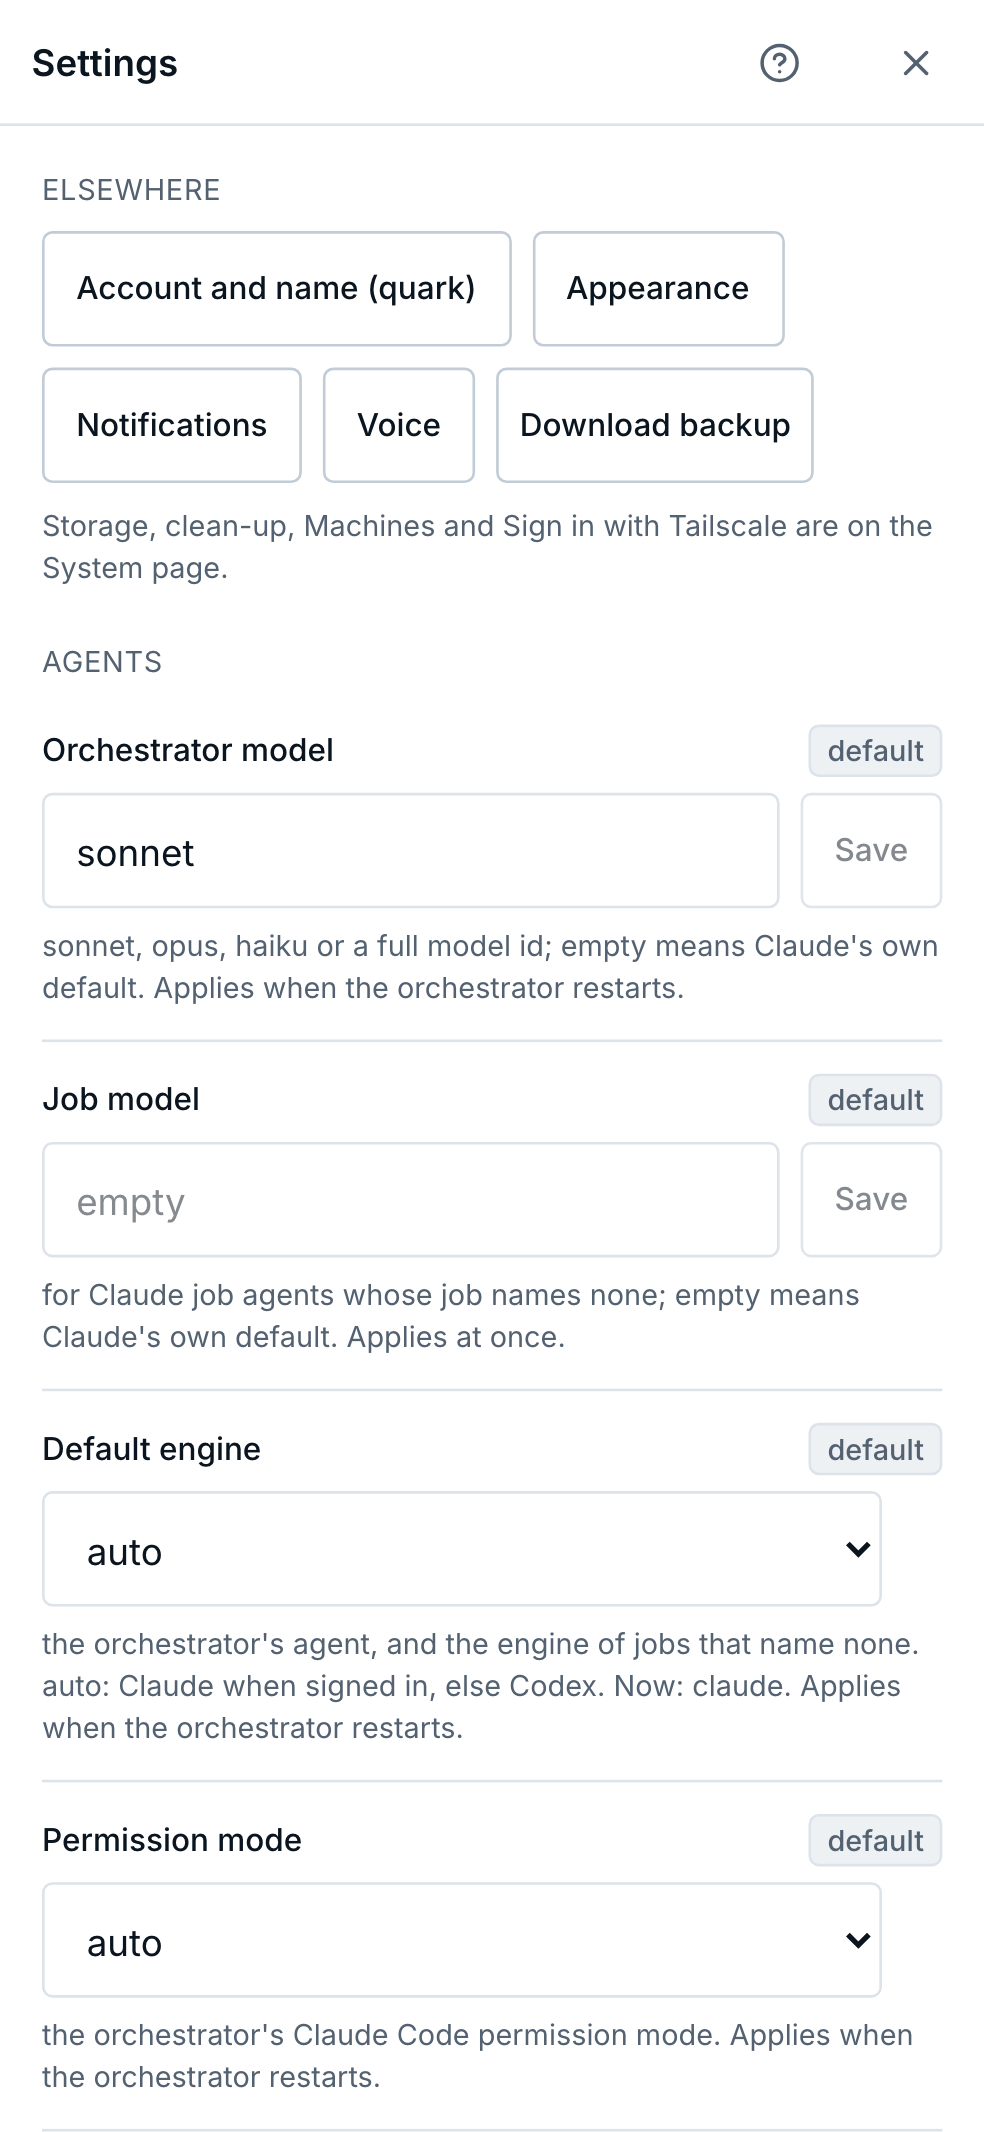 Settings
ELSEWHERE
Account and name (quark)
Appearance
Notifications
Voice
Download backup
Storage, clean-up, Machines and Sign in with Tailscale are on the
System page.
AGENTS
Orchestrator model
default
sonnet
Save
sonnet, opus, haiku or a full model id; empty means Claude's own
default. Applies when the orchestrator restarts.
Job model
default
empty
Save
for Claude job agents whose job names none; empty means
Claude's own default. Applies at once.
Default engine
default
auto
the orchestrator's agent, and the engine of jobs that name none.
auto: Claude when signed in, else Codex. Now: claude. Applies
when the orchestrator restarts.
Permission mode
default
auto
the orchestrator's Claude Code permission mode. Applies when
the orchestrator restarts.